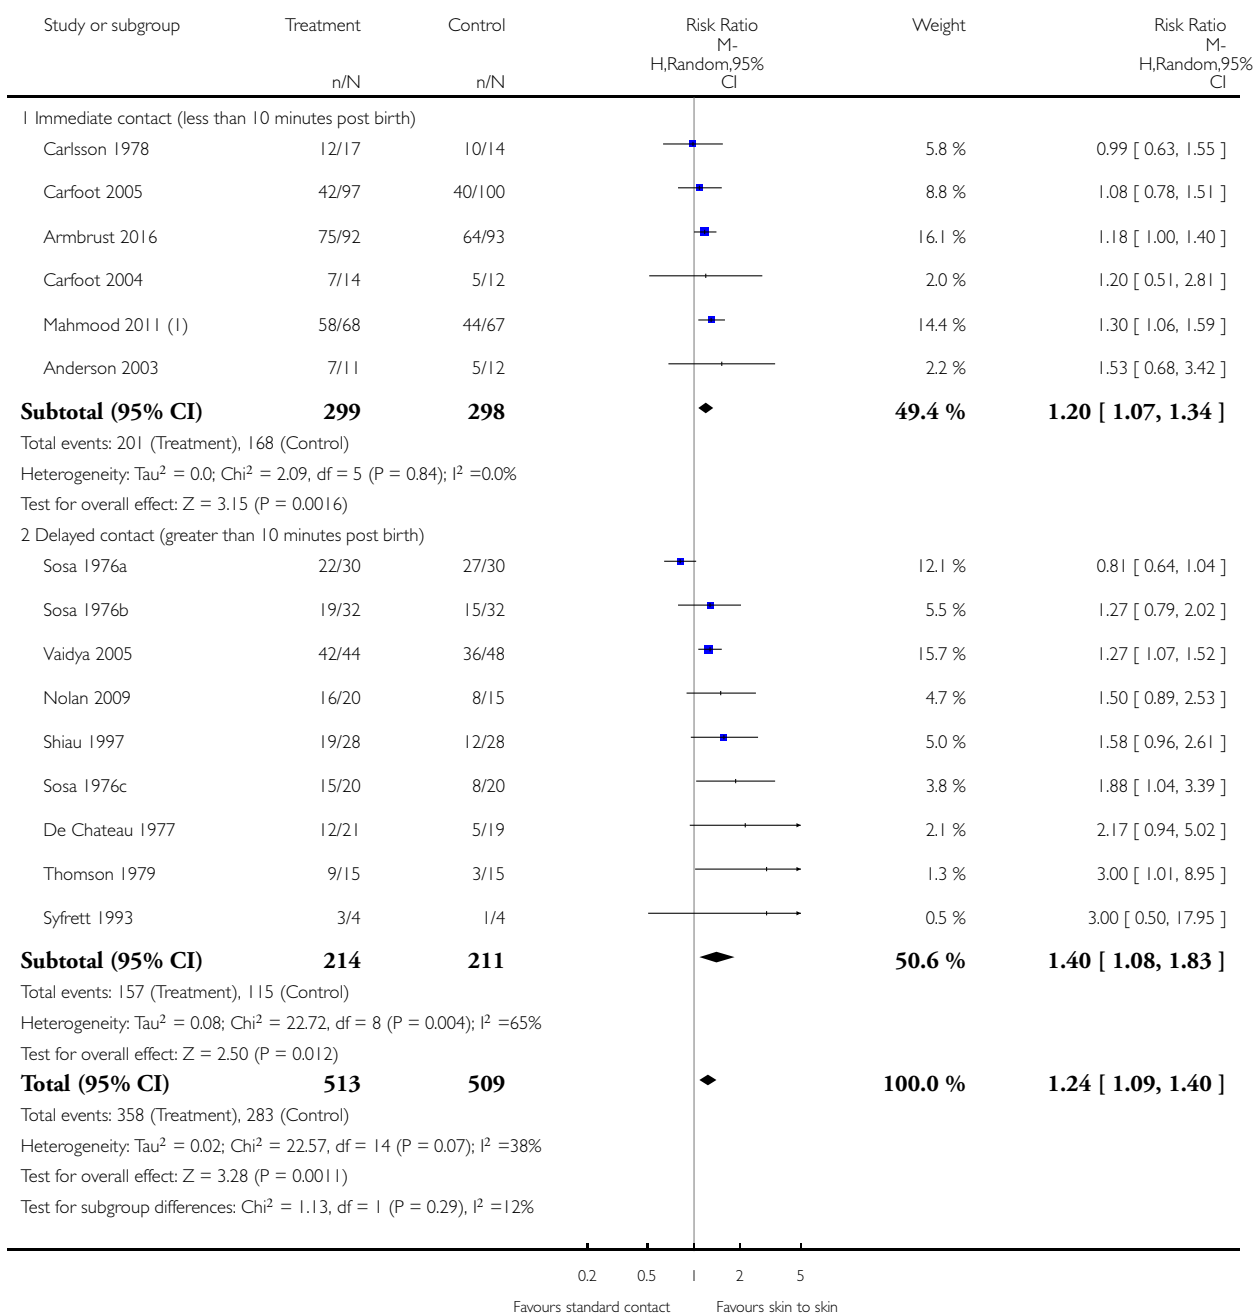 Study or subgroup Treatment Control Risk Ratio Weight Risk Ratio
M- M-
H,Random,95% H,Random,95%
n/N n/N CI CI
1 Immediate contact (less than 10 minutes post birth)
Carlsson 1978 12/17 10/14 5.8 % 0.99 [ 0.63, 1.55 ]
Carfoot 2005 42/97 40/100 8.8 % 1.08 [ 0.78, 1.51 ]
Armbrust 2016 75/92 64/93 16.1 % 1.18 [ 1.00, 1.40 ]
Carfoot 2004 7/14 5/12 2.0 % 1.20 [ 0.51, 2.81 ]
Mahmood 2011 (1) 58/68 44/67 14.4 % 1.30 [ 1.06, 1.59 ]
Anderson 2003 7/11 5/12 2.2 % 1.53 [ 0.68, 3.42 ]
Subtotal (95% CI) 299 298 49.4 % 1.20 [ 1.07, 1.34 ]
Total events: 201 (Treatment), 168 (Control)
Heterogeneity: Tau² = 0.0; Chi² = 2.09, df = 5 (P = 0.84); I² =0.0%
Test for overall effect: Z = 3.15 (P = 0.0016)
2 Delayed contact (greater than 10 minutes post birth)
Sosa 1976a 22/30 27/30 12.1 % 0.81 [ 0.64, 1.04 ]
Sosa 1976b 19/32 15/32 5.5 % 1.27 [ 0.79, 2.02 ]
Vaidya 2005 42/44 36/48 15.7 % 1.27 [ 1.07, 1.52 ]
Nolan 2009 16/20 8/15 4.7 % 1.50 [ 0.89, 2.53 ]
Shiau 1997 19/28 12/28 5.0 % 1.58 [ 0.96, 2.61 ]
Sosa 1976c 15/20 8/20 3.8 % 1.88 [ 1.04, 3.39 ]
De Chateau 1977 12/21 5/19 2.1 % 2.17 [ 0.94, 5.02 ]
Thomson 1979 9/15 3/15 1.3 % 3.00 [ 1.01, 8.95 ]
Syfrett 1993 3/4 1/4 0.5 % 3.00 [ 0.50, 17.95 ]
Subtotal (95% CI) 214 211 50.6 % 1.40 [ 1.08, 1.83 ]
Total events: 157 (Treatment), 115 (Control)
Heterogeneity: Tau² = 0.08; Chi² = 22.72, df = 8 (P = 0.004); I² =65%
Test for overall effect: Z = 2.50 (P = 0.012)
Total (95% CI) 513 509 100.0 % 1.24 [ 1.09, 1.40 ]
Total events: 358 (Treatment), 283 (Control)
Heterogeneity: Tau² = 0.02; Chi² = 22.57, df = 14 (P = 0.07); I² =38%
Test for overall effect: Z = 3.28 (P = 0.0011)
Test for subgroup differences: Chi² = 1.13, df = 1 (P = 0.29), I² =12%
0.2 0.5 1 2 5
Favours standard contact Favours skin to skin